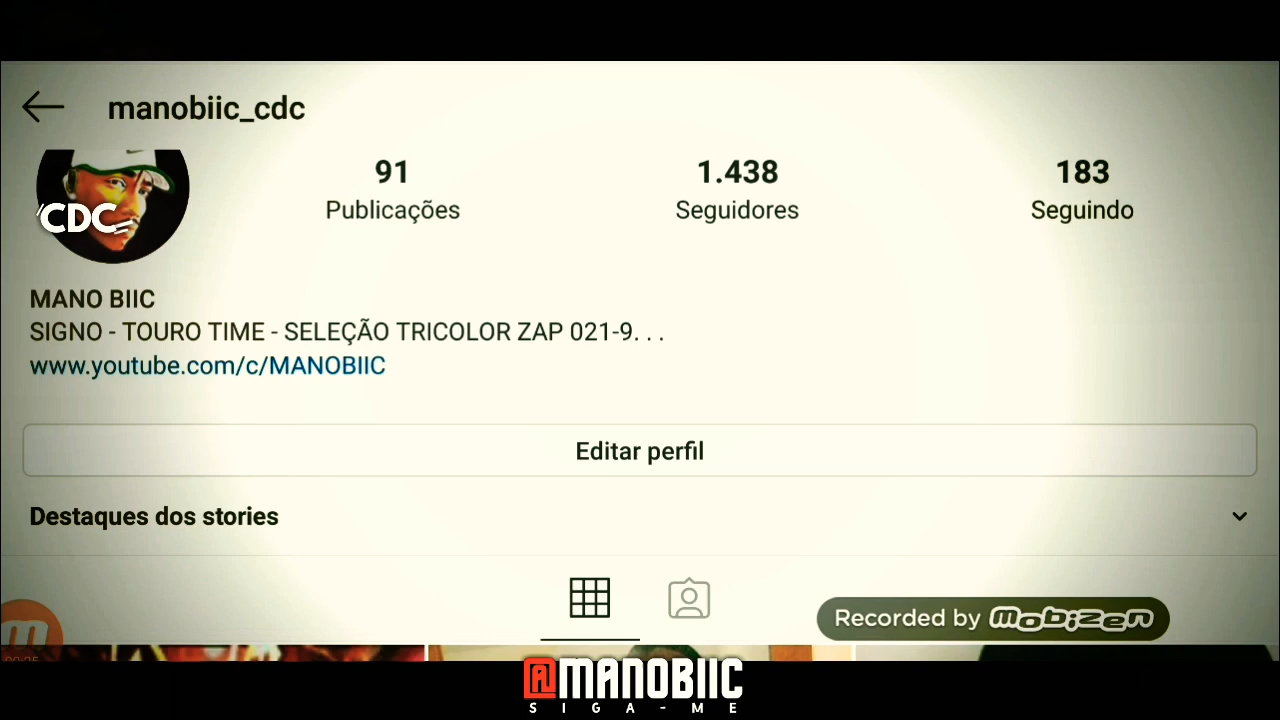 manobiic_cdc
CDC
91
Publicações
1.438
Seguidores
183
Seguindo
MANO BIIC
SIGNO - TOURO TIME - SELEÇÃO TRICOLOR ZAP 021-9. . .
www.youtube.com/c/MANOBIIC
Editar perfil
Destaques dos stories
Recorded by mobizen
@MANOBIIC
SIGA-ME